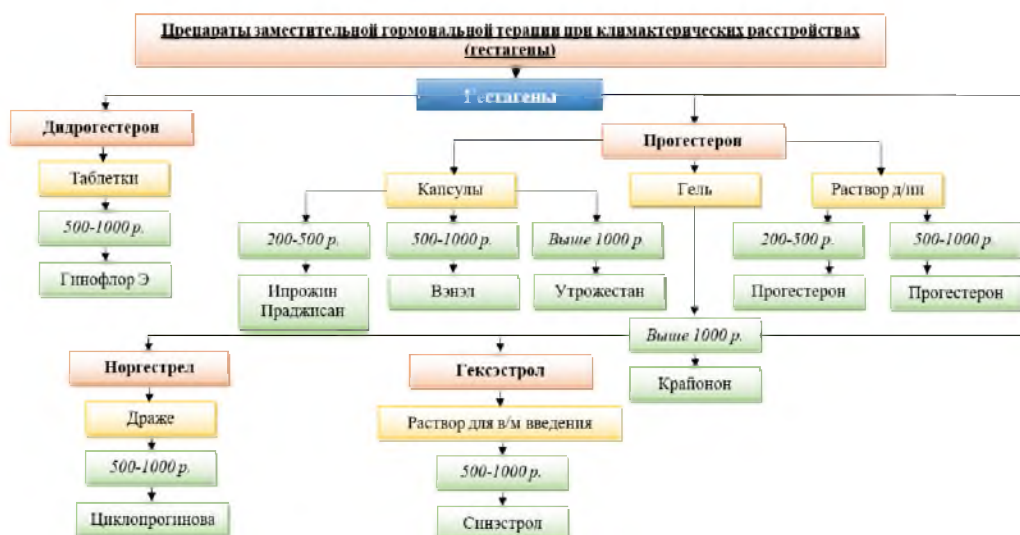 Препараты заместительной гормональной терапии при климактерических расстройствах
(гестагены)
Гестагены
Дидрогестерон
Таблетки
500-1000 р.
Гинофлор Э
Прогестерон
Капсулы
Гель
Раствор д/ин
200-500 р.
500-1000 р.
Выше 1000 р.
200-500 р.
500-1000 р.
Ипрожин
Праджисан
Вэнэл
Утрожестан
Прогестерон
Прогестерон
Выше 1000 р.
Крайонон
Норгестрел
Драже
500-1000 р.
Циклопрогинова
Гексэстрол
Раствор для в/м введения
500-1000 р.
Синэстрол